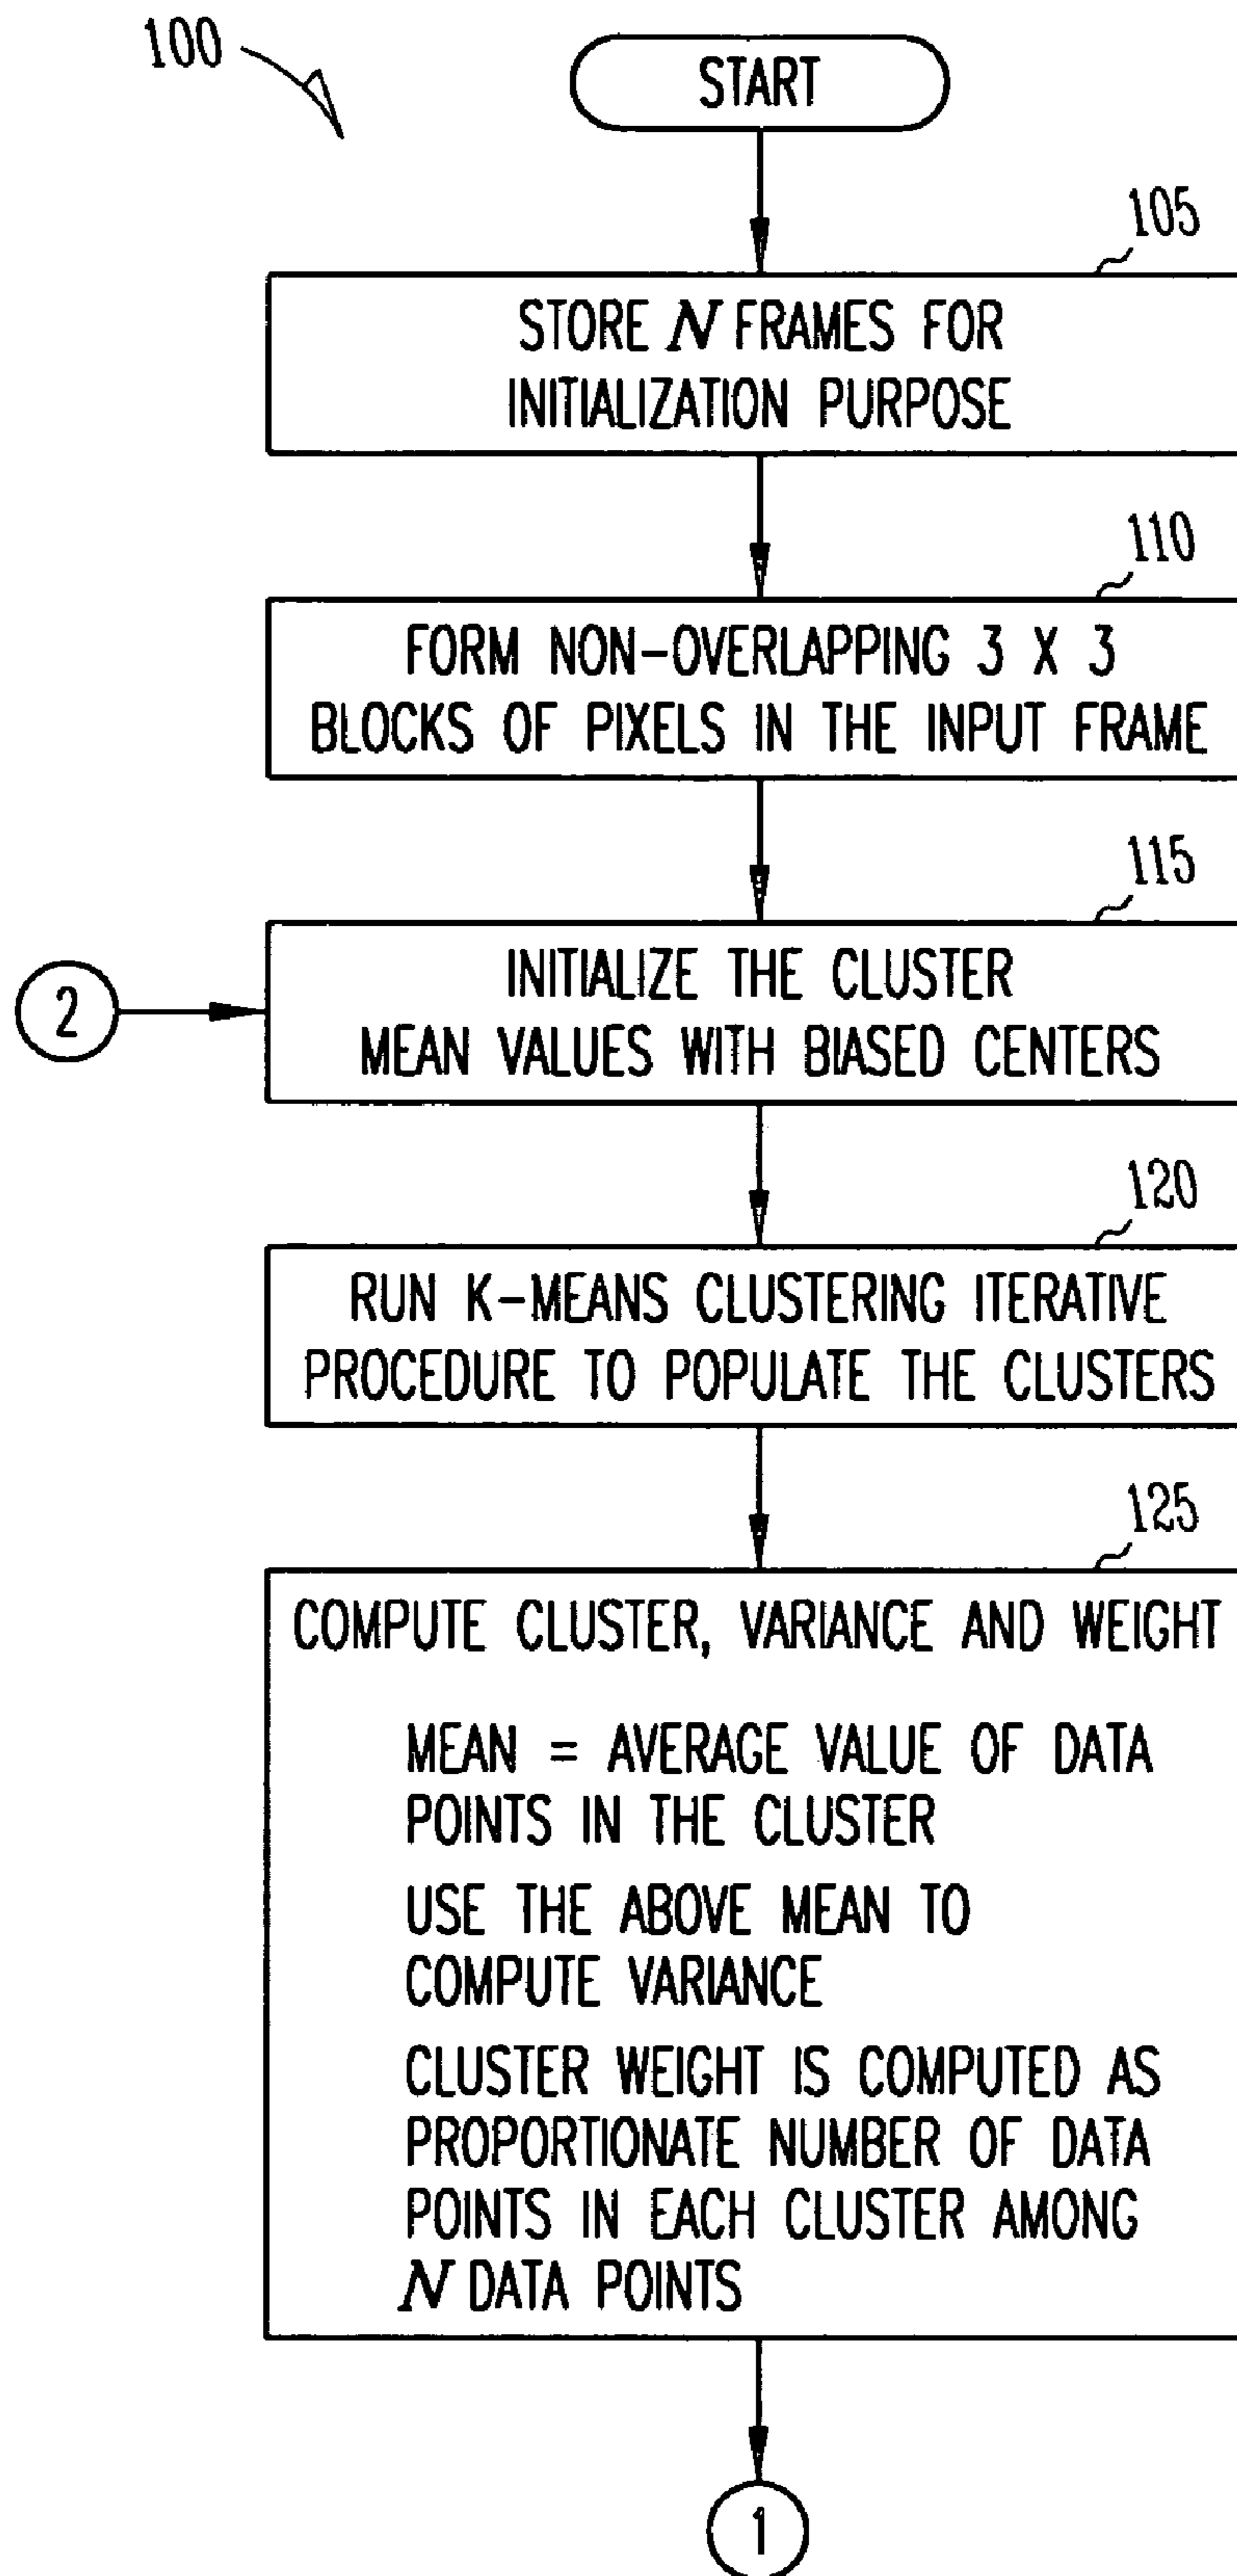 100
START
105
STORE N FRAMES FOR
INITIALIZATION PURPOSE
110
FORM NON-OVERLAPPING 3 X 3
BLOCKS OF PIXELS IN THE INPUT FRAME
115
INITIALIZE THE CLUSTER
MEAN VALUES WITH BIASED CENTERS
2
120
RUN K-MEANS CLUSTERING ITERATIVE
PROCEDURE TO POPULATE THE CLUSTERS
125
COMPUTE CLUSTER, VARIANCE AND WEIGHT
MEAN = AVERAGE VALUE OF DATA
POINTS IN THE CLUSTER
USE THE ABOVE MEAN TO
COMPUTE VARIANCE
CLUSTER WEIGHT IS COMPUTED AS
PROPORTIONATE NUMBER OF DATA
POINTS IN EACH CLUSTER AMONG
N DATA POINTS
1